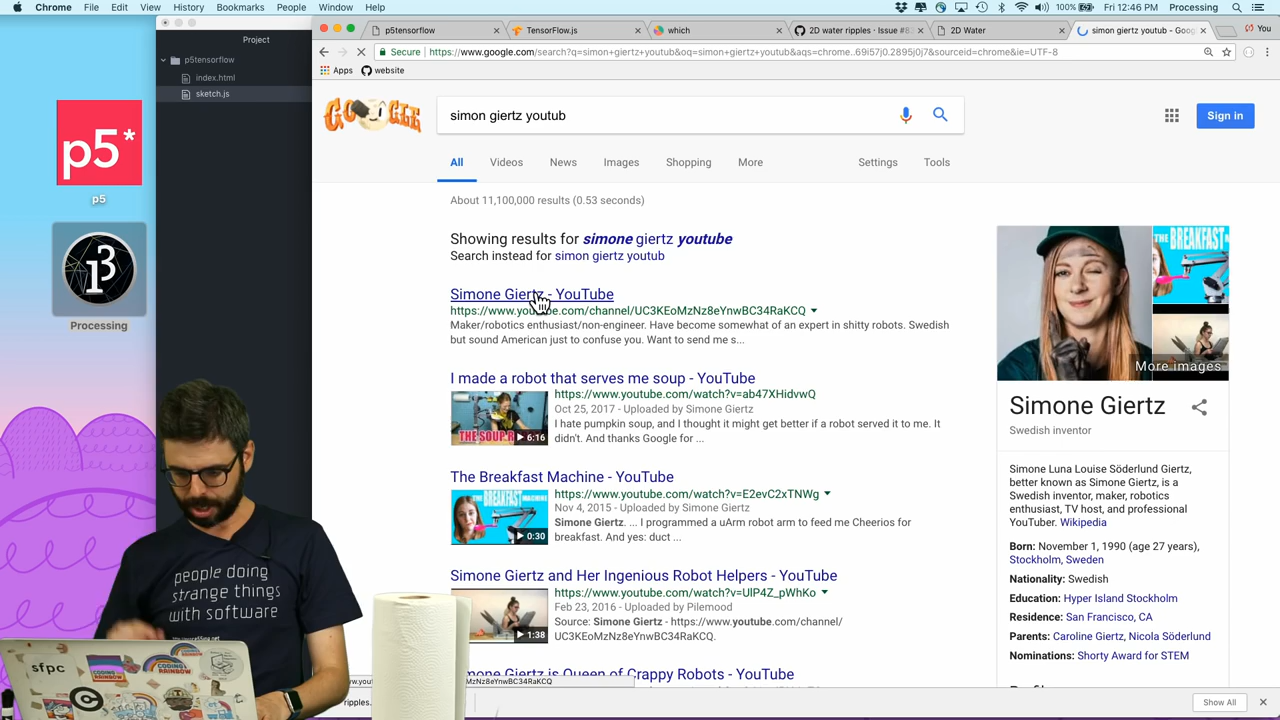 Chrome File Edit View History Bookmarks People Window Help
100% Fri 12:46 PM Processing
Project
p5tensorflow
index.html
sketch.js
p5tensorflow
TensorFlow.js
which
2D water ripples · Issue #83
2D Water
simon giertz youtub - Goog
You
Secure https://www.google.com/search?q=simon+giertz+youtub&oq=simon+giertz+youtub&aqs=chrome..69i57j0.2895j0j7&sourceid=chrome&ie=UTF-8
Apps website
simon giertz youtub
Sign in
All Videos News Images Shopping More Settings Tools
About 11,100,000 results (0.53 seconds)
Showing results for simone giertz youtube
Search instead for simon giertz youtub
Simone Giertz - YouTube
https://www.youtube.com/channel/UC3KEoMzNz8eYnwBC34RaKCQ
Maker/robotics enthusiast/non-engineer. Have become somewhat of an expert in shitty robots. Swedish
but sound American just to confuse you. Want to send me s...
I made a robot that serves me soup - YouTube
https://www.youtube.com/watch?v=ab47XHidvwQ
Oct 25, 2017 - Uploaded by Simone Giertz
I hate pumpkin soup, and I thought it might get better if a robot served it to me. It
didn't. And thanks Google for ...
6:16
The Breakfast Machine - YouTube
https://www.youtube.com/watch?v=E2evC2xTNWg
Nov 4, 2015 - Uploaded by Simone Giertz
Simone Giertz. ... I programmed a uArm robot arm to feed me Cheerios for
breakfast. And yes: duct ...
0:30
Simone Giertz and Her Ingenious Robot Helpers - YouTube
https://www.youtube.com/watch?v=UlP4Z_pWhKo
Feb 23, 2016 - Uploaded by Pilemood
Source: Simone Giertz - https://www.youtube.com/channel/
UC3KEoMzNz8eYnwBC34RaKCQ.
1:38
Simone Giertz is Queen of Crappy Robots - YouTube
More images
Simone Giertz
Swedish inventor
Simone Luna Louise Söderlund Giertz,
better known as Simone Giertz, is a
Swedish inventor, maker, robotics
enthusiast, TV host, and professional
YouTuber. Wikipedia
Born: November 1, 1990 (age 27 years),
Stockholm, Sweden
Nationality: Swedish
Education: Hyper Island Stockholm
Residence: San Francisco, CA
Parents: Caroline Giertz, Nicola Söderlund
Nominations: Shorty Award for STEM
Show All
p5*
p5
Processing
people doing
strange things
with software
sfpc
CODING
RAINBOW